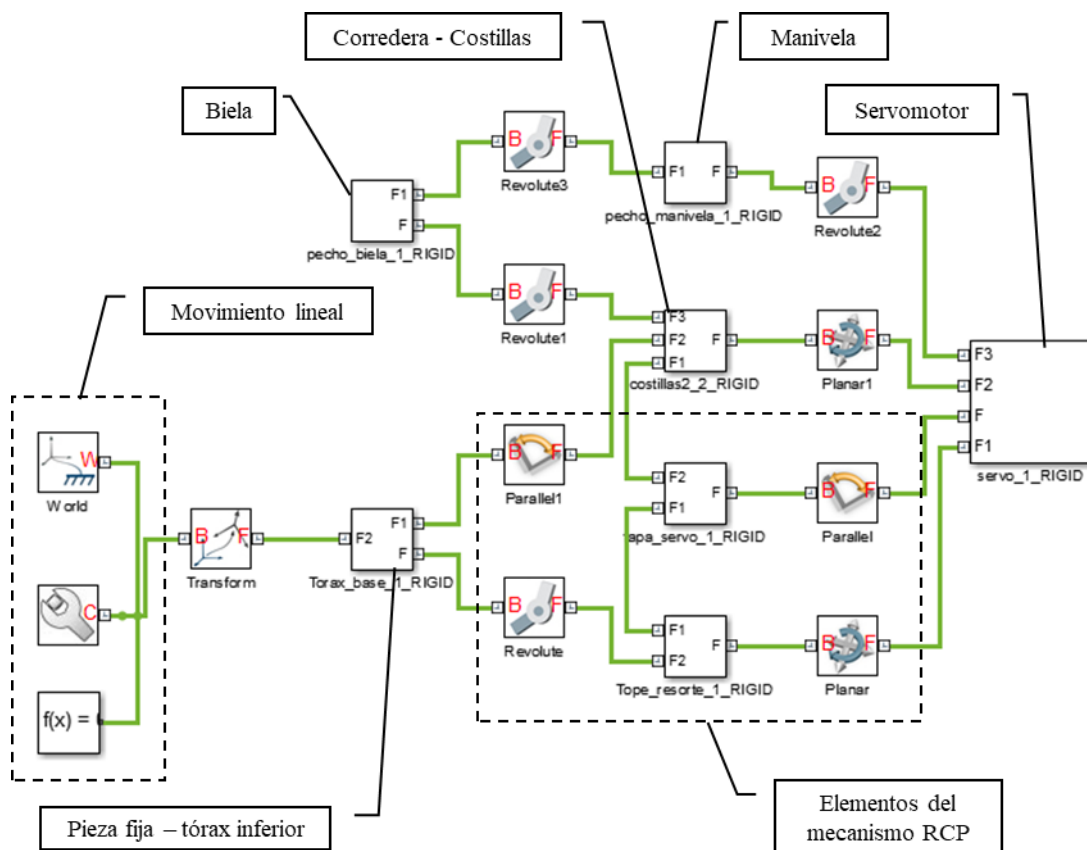 Corredera - Costillas
Manivela
Biela
Servomotor
B F
Revolute3
F1 F
pecho_manivela_1_RIGID
B F
Revolute2
F1
F
pecho_biela_1_RIGID
Movimiento lineal
B F
Revolute1
F3
F2
F1
F
costillas2_2_RIGID
B F
Planar1
F3
F2
F
F1
servo_1_RIGID
W
World
B F
Parallel1
F2
F1
F
tapa_servo_1_RIGID
B F
Parallel
B F
Transform
F2
F1
F
Torax_base_1_RIGID
C
B F
Revolute
F1
F2
F
Tope_resorte_1_RIGID
B F
Planar
f(x) =
Pieza fija – tórax inferior
Elementos del
mecanismo RCP